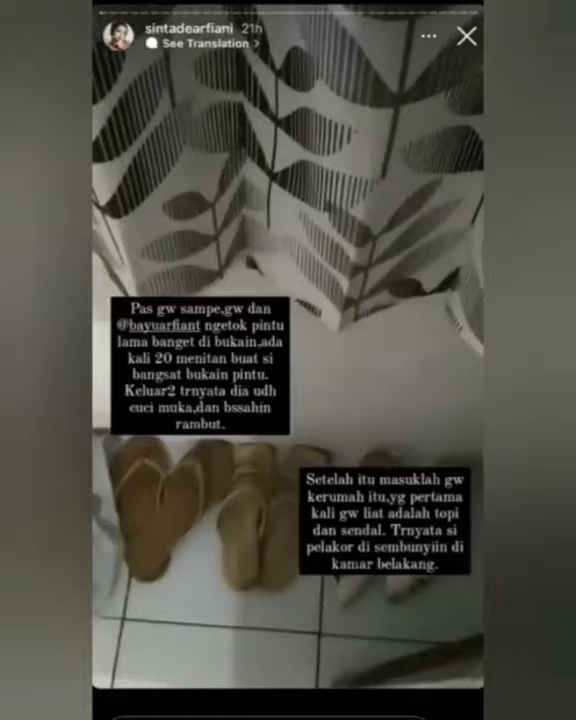 sintadearfiani 21h
See Translation >
Pas gw sampe,gw dan
@bayuarfiant ngetok pintu
lama banget di bukain,ada
kali 20 menitan buat si
bangsat bukain pintu.
Keluar2 trnyata dia udh
cuci muka,dan bssahin
rambut.
Setelah itu masuklah gw
kerumah itu,yg pertama
kali gw liat adalah topi
dan sendal. Trnyata si
pelakor di sembunyiin di
kamar belakang.